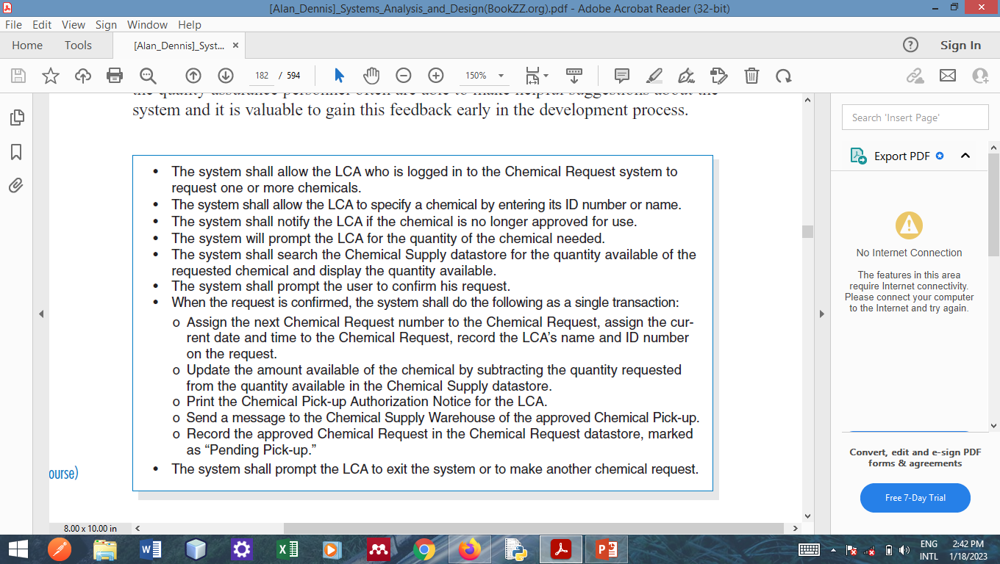 [Alan_Dennis]_Systems_Analysis_and_Design(BookZZ.org).pdf - Adobe Acrobat Reader (32-bit)
File Edit View Sign Window Help
Home Tools [Alan_Dennis]_Syst... × Sign In
182 / 594 150%
the quality assurance personnel often are able to make helpful suggestions about the
system and it is valuable to gain this feedback early in the development process.
• The system shall allow the LCA who is logged in to the Chemical Request system to
request one or more chemicals.
• The system shall allow the LCA to specify a chemical by entering its ID number or name.
• The system shall notify the LCA if the chemical is no longer approved for use.
• The system will prompt the LCA for the quantity of the chemical needed.
• The system shall search the Chemical Supply datastore for the quantity available of the
requested chemical and display the quantity available.
• The system shall prompt the user to confirm his request.
• When the request is confirmed, the system shall do the following as a single transaction:
o Assign the next Chemical Request number to the Chemical Request, assign the cur-
rent date and time to the Chemical Request, record the LCA's name and ID number
on the request.
o Update the amount available of the chemical by subtracting the quantity requested
from the quantity available in the Chemical Supply datastore.
o Print the Chemical Pick-up Authorization Notice for the LCA.
o Send a message to the Chemical Supply Warehouse of the approved Chemical Pick-up.
o Record the approved Chemical Request in the Chemical Request datastore, marked
as “Pending Pick-up.”
• The system shall prompt the LCA to exit the system or to make another chemical request.
ourse)
8.00 x 10.00 in
Search 'Insert Page'
Export PDF
No Internet Connection
The features in this area
require Internet connectivity.
Please connect your computer
to the Internet and try again.
Convert, edit and e-sign PDF
forms & agreements
Free 7-Day Trial
ENG
INTL
2:42 PM
1/18/2023